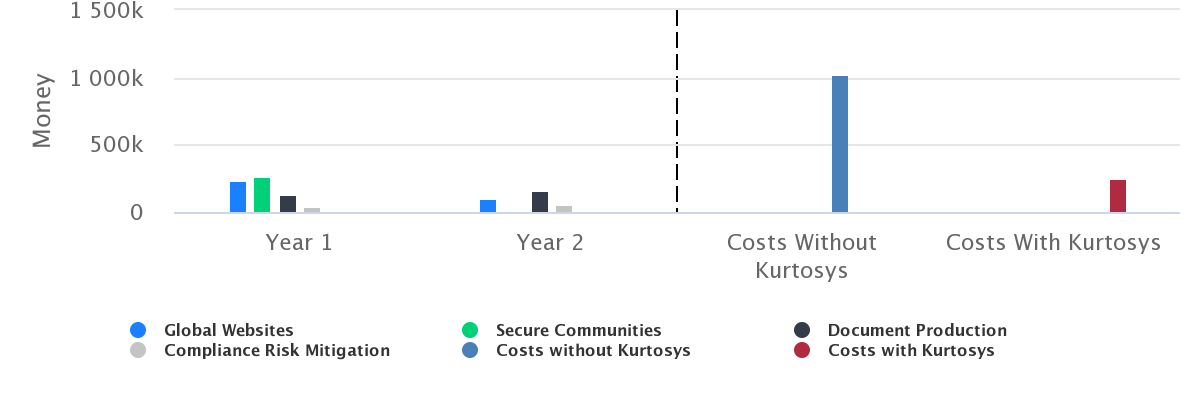 1 500k
1 000k
500k
0
Money
Year 1
Year 2
Costs Without
Kurtosys
Costs With Kurtosys
Global Websites
Secure Communities
Document Production
Compliance Risk Mitigation
Costs without Kurtosys
Costs with Kurtosys